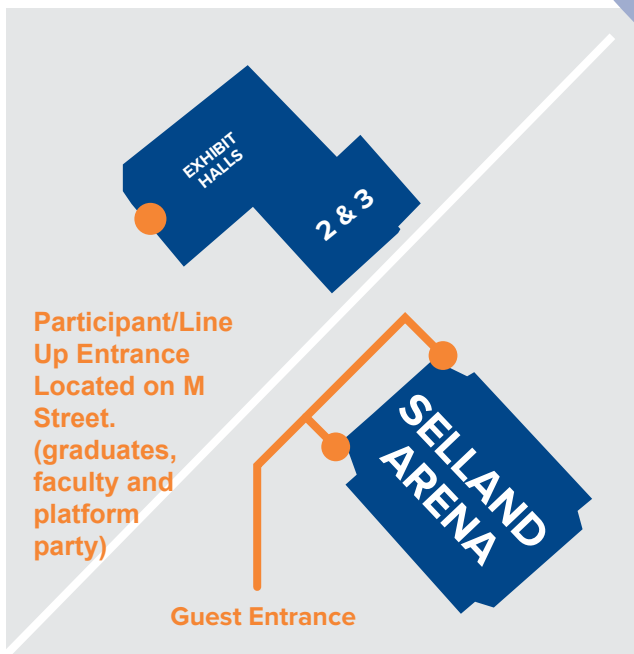 EXHIBIT
HALLS
2 & 3
Participant/Line
Up Entrance
Located on M
Street.
(graduates,
faculty and
platform
party)
SELLAND
ARENA
Guest Entrance